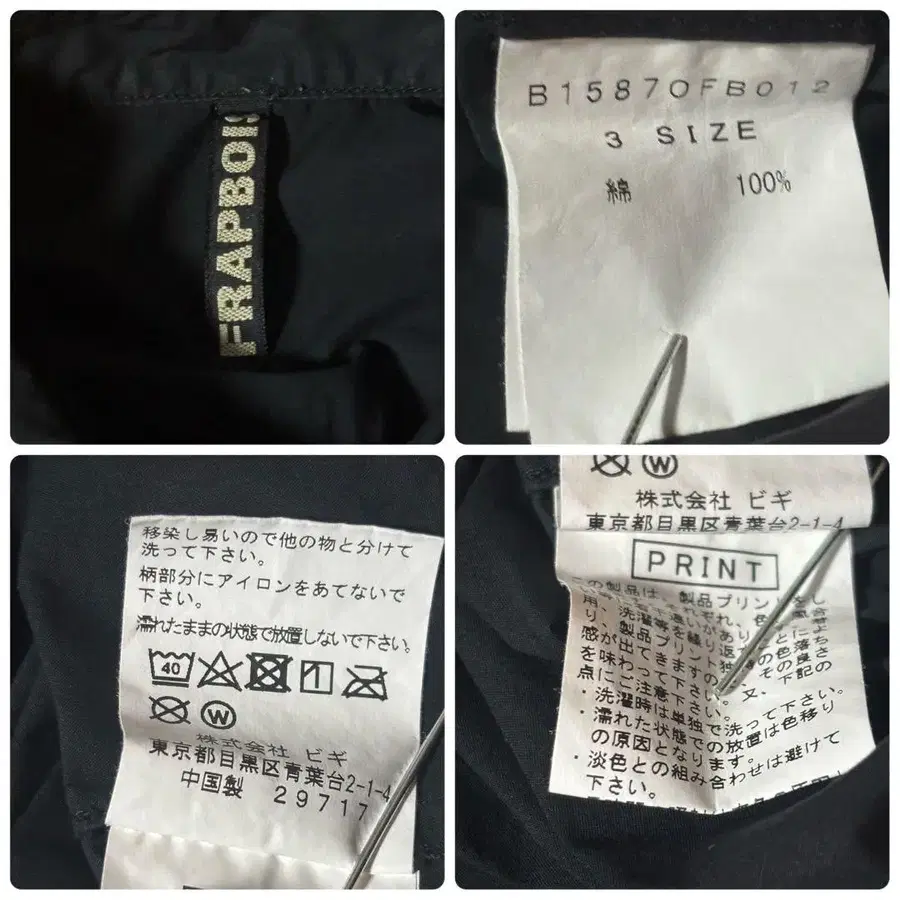 FRAPBOIS
B1587OFB012
3 SIZE
綿 100%
移染し易いので他の物と分けて
洗って下さい。
柄部分にアイロンをあてないで
下さい。
濡れたままの状態で放置しないで下さい。
40
W
株式会社 ビギ
東京都目黒区青葉台2-1-4
中国製 29717
W
株式会社 ビギ
東京都目黒区青葉台2-1-4
PRINT
この製品は、製品プリントをし
感が出てきます
を味わって下さい。又、下記の
点にご注意下さい。
・洗濯時は単独で洗って下さい。
・濡れた状態での放置は色移り
の原因となります。
・淡色との組み合わせは避けて
下さい。